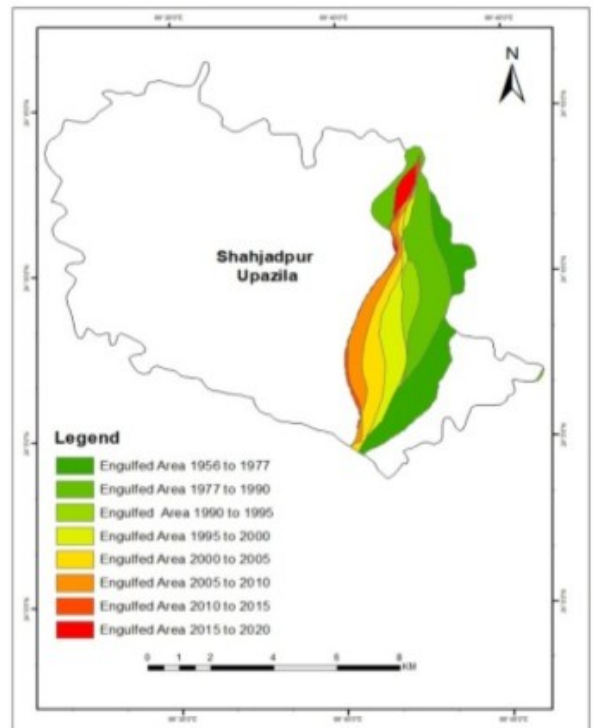 N
Shahjadpur
Upazila
Legend
Engulfed Area 1956 to 1977
Engulfed Area 1977 to 1990
Engulfed Area 1990 to 1995
Engulfed Area 1995 to 2000
Engulfed Area 2000 to 2005
Engulfed Area 2005 to 2010
Engulfed Area 2010 to 2015
Engulfed Area 2015 to 2020
0 1 2 4 6 8
KM